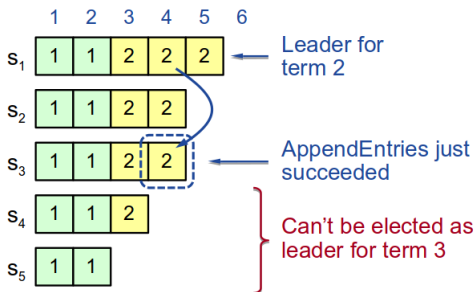 1 2 3 4 5 6
s1 1 1 2 2 2
Leader for
term 2
s2 1 1 2 2
s3 1 1 2 2
AppendEntries just
succeeded
s4 1 1 2
Can't be elected as
leader for term 3
s5 1 1